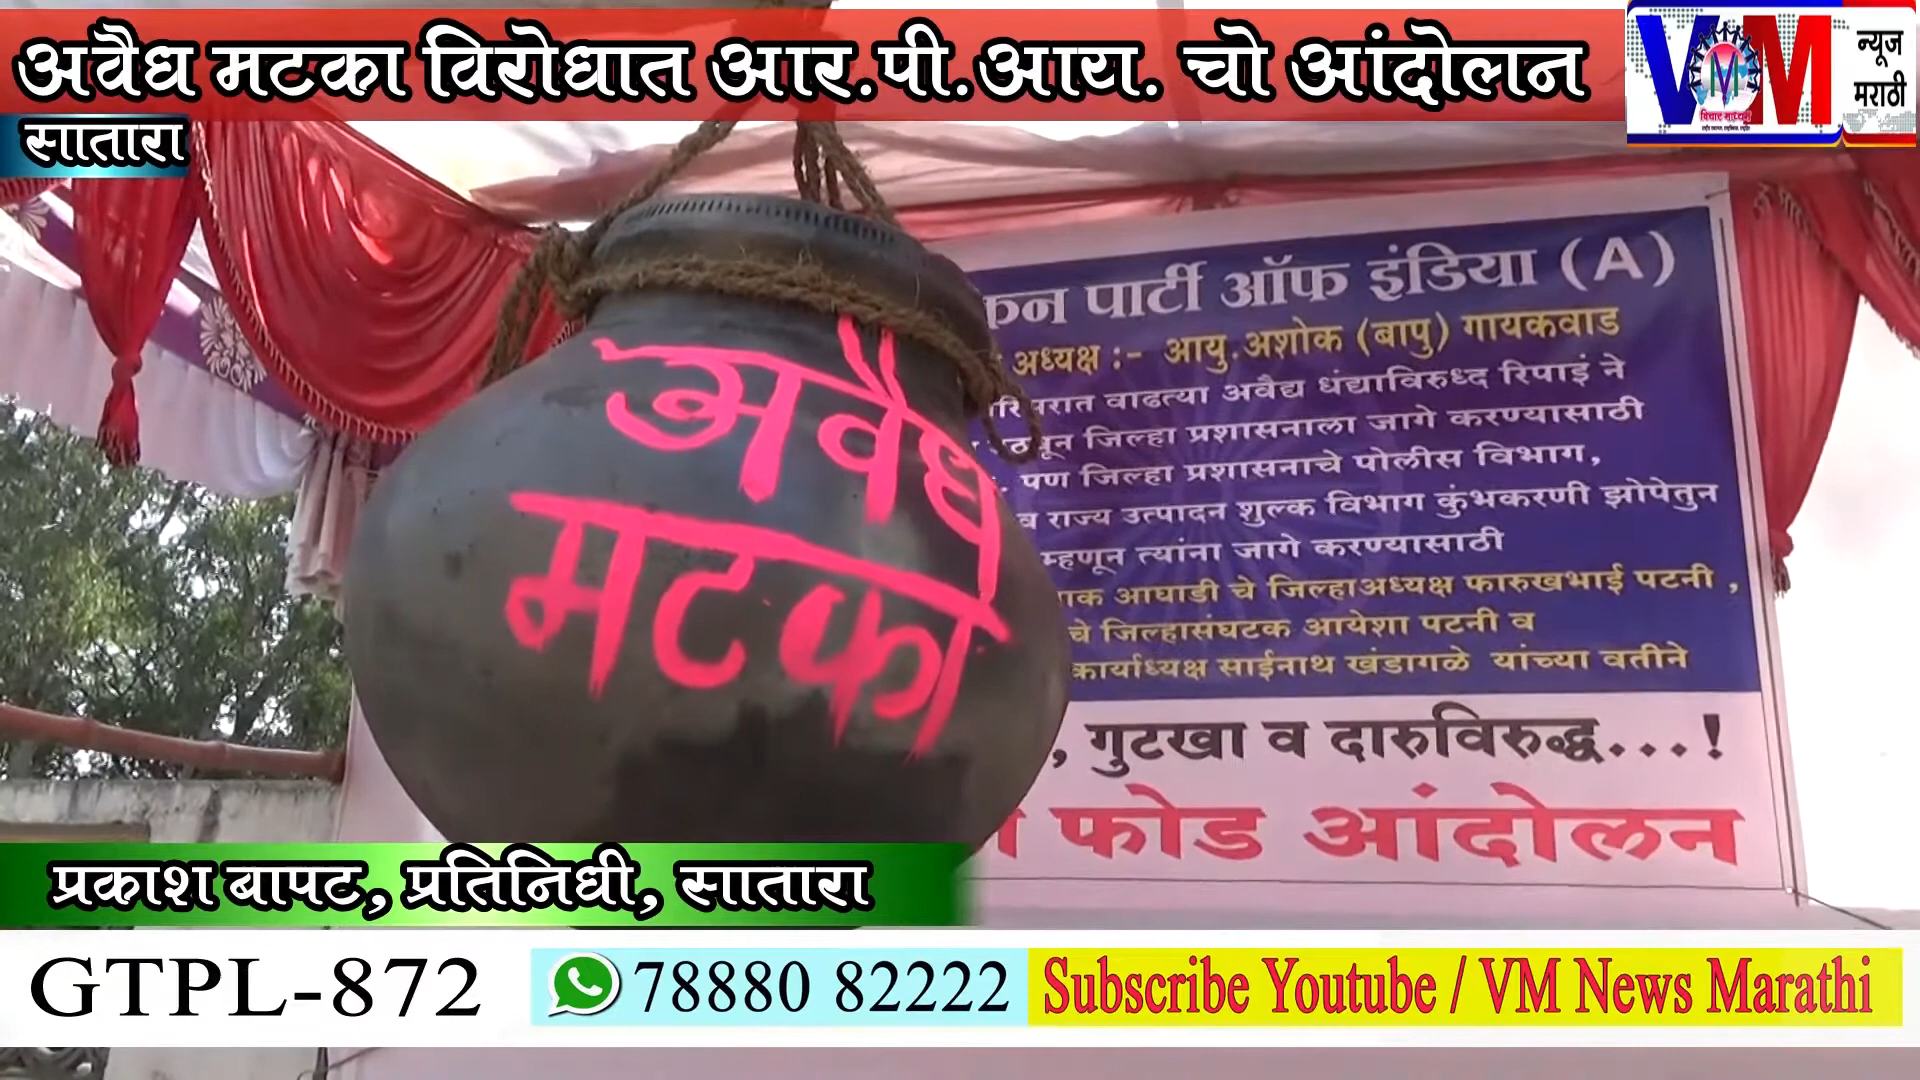 अवैध मटका विरोधात आर.पी.आय. चो आंदोलन
VM
न्यूज
मराठी
विचार माध्यम
सातारा
अवैध
मटका
पार्टी ऑफ इंडिया (A)
अध्यक्ष :- आयु.अशोक (बापु) गायकवाड
वाढत्या अवैद्य धंद्याविरुध्द रिपाइं ने
जिल्हा प्रशासनाला जागे करण्यासाठी
पण जिल्हा प्रशासनाचे पोलीस विभाग,
व राज्य उत्पादन शुल्क विभाग कुंभकरणी झोपेतुन
म्हणून त्यांना जागे करण्यासाठी
आघाडी चे जिल्हाअध्यक्ष फारुखभाई पटनी ,
चे जिल्हासंघटक आयेशा पटनी व
कार्याध्यक्ष साईनाथ खंडागळे यांच्या वतीने
, गुटखा व दारुविरुद्ध...!
फोड आंदोलन
प्रकाश बापट, प्रतिनिधी, सातारा
GTPL-872
78880 82222
Subscribe Youtube / VM News Marathi